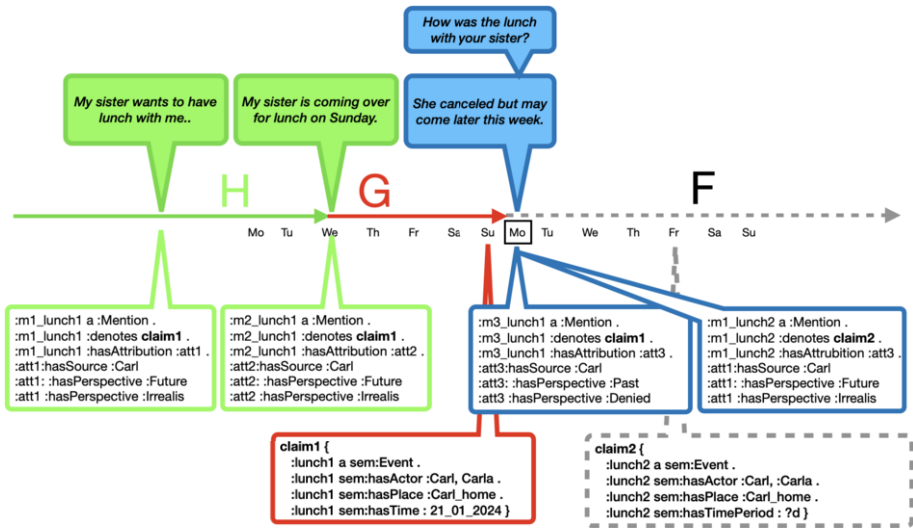 How was the lunch
with your sister?
My sister wants to have
lunch with me..
My sister is coming over
for lunch on Sunday.
She canceled but may
come later this week.
H
G
F
Mo Tu We Th Fr Sa Su Mo Tu We Th Fr Sa Su
:m1_lunch1 a :Mention .
:m1_lunch1 :denotes claim1 .
:m1_lunch1 :hasAttribution :att1 .
:att1:hasSource :Carl
:att1: :hasPerspective :Future
:att1 :hasPerspective :Irrealis
:m2_lunch1 a :Mention .
:m2_lunch1 :denotes claim1 .
:m2_lunch1 :hasAttribution :att2 .
:att2:hasSource :Carl
:att2: :hasPerspective :Future
:att2 :hasPerspective :Irrealis
:m3_lunch1 a :Mention .
:m3_lunch1 :denotes claim1 .
:m3_lunch1 :hasAttribution :att3 .
:att3:hasSource :Carl
:att3: :hasPerspective :Past
:att3 :hasPerspective :Denied
:m1_lunch2 a :Mention .
:m1_lunch2 :denotes claim2 .
:m1_lunch2 :hasAttrubition :att3 .
:att1:hasSource :Carl
:att1: :hasPerspective :Future
:att1 :hasPerspective :Irrealis
claim1 {
:lunch1 a sem:Event .
:lunch1 sem:hasActor :Carl, Carla .
:lunch1 sem:hasPlace :Carl_home .
:lunch1 sem:hasTime : 21_01_2024 }
claim2 {
:lunch2 a sem:Event .
:lunch2 sem:hasActor :Carl, :Carla .
:lunch2 sem:hasPlace :Carl_home .
:lunch2 sem:hasTimePeriod : ?d }